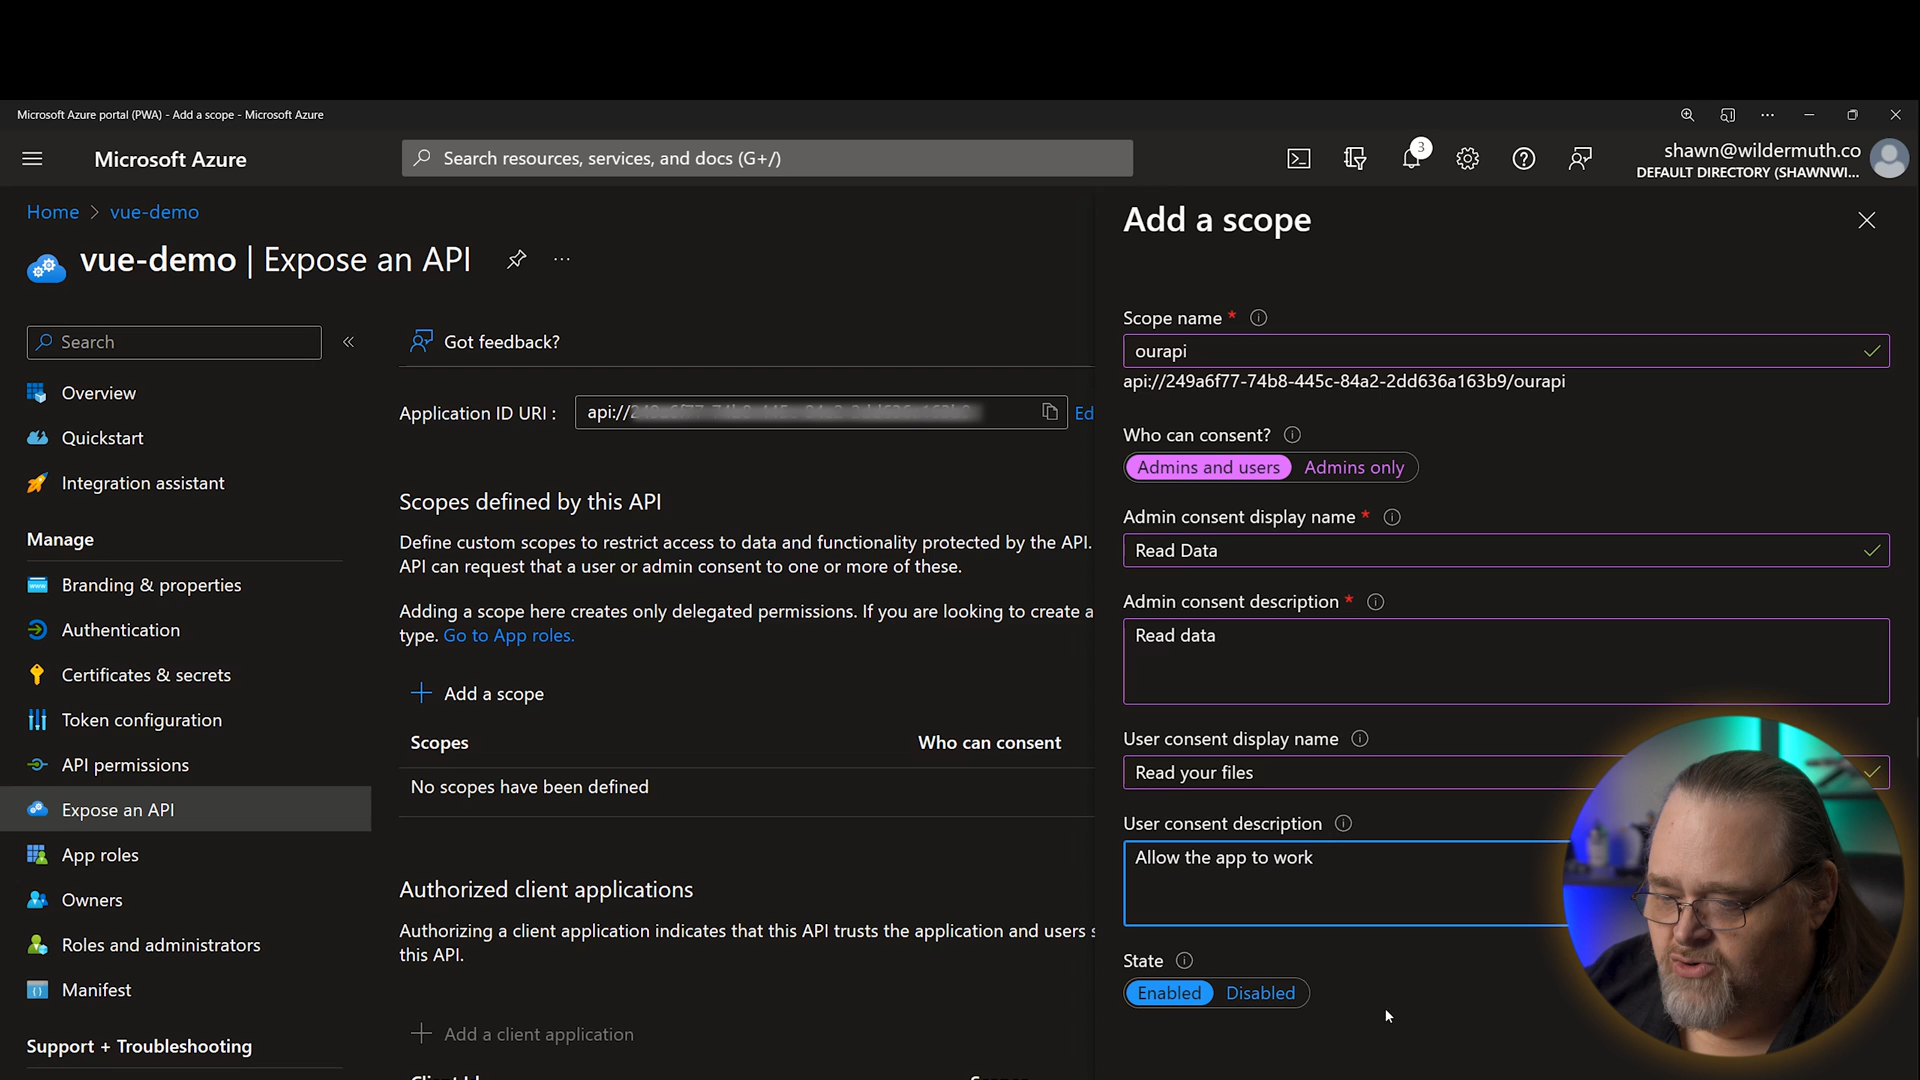 Microsoft Azure portal (PWA) - Add a scope - Microsoft Azure
Microsoft Azure
Search resources, services, and docs (G+/)
3
shawn@wildermuth.co
DEFAULT DIRECTORY (SHAWNWI...
Home > vue-demo
vue-demo | Expose an API
Search
Overview
Quickstart
Integration assistant
Manage
Branding & properties
Authentication
Certificates & secrets
Token configuration
API permissions
Expose an API
App roles
Owners
Roles and administrators
Manifest
Support + Troubleshooting
Got feedback?
Application ID URI :
api://
Ed
Scopes defined by this API
Define custom scopes to restrict access to data and functionality protected by the API.
API can request that a user or admin consent to one or more of these.
Adding a scope here creates only delegated permissions. If you are looking to create a
type. Go to App roles.
Add a scope
Scopes
Who can consent
No scopes have been defined
Authorized client applications
Authorizing a client application indicates that this API trusts the application and users s
this API.
Add a client application
Add a scope
Scope name *
ourapi
api://249a6f77-74b8-445c-84a2-2dd636a163b9/ourapi
Who can consent?
Admins and users
Admins only
Admin consent display name *
Read Data
Admin consent description *
Read data
User consent display name
Read your files
User consent description
Allow the app to work
State
Enabled
Disabled